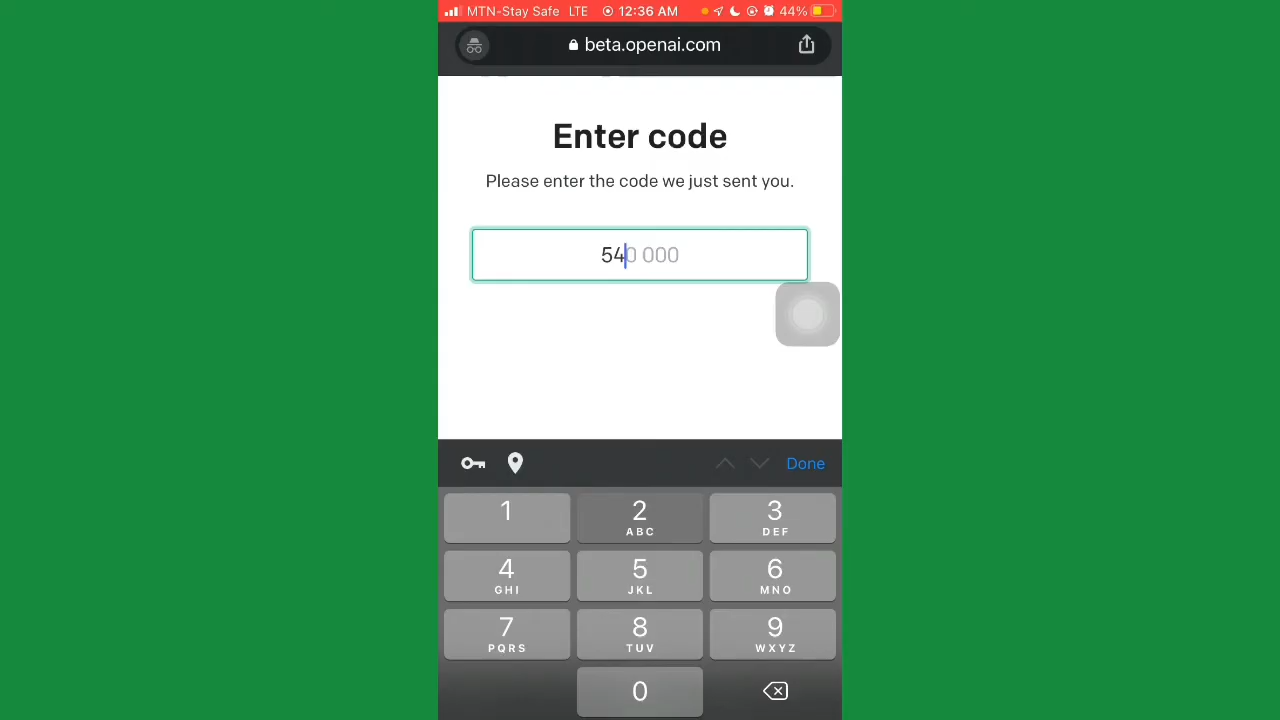 MTN-Stay Safe LTE 12:36 AM 44%
beta.openai.com
Enter code
Please enter the code we just sent you.
540 000
Done
1
2
ABC
3
DEF
4
GHI
5
JKL
6
MNO
7
PQRS
8
TUV
9
WXYZ
0